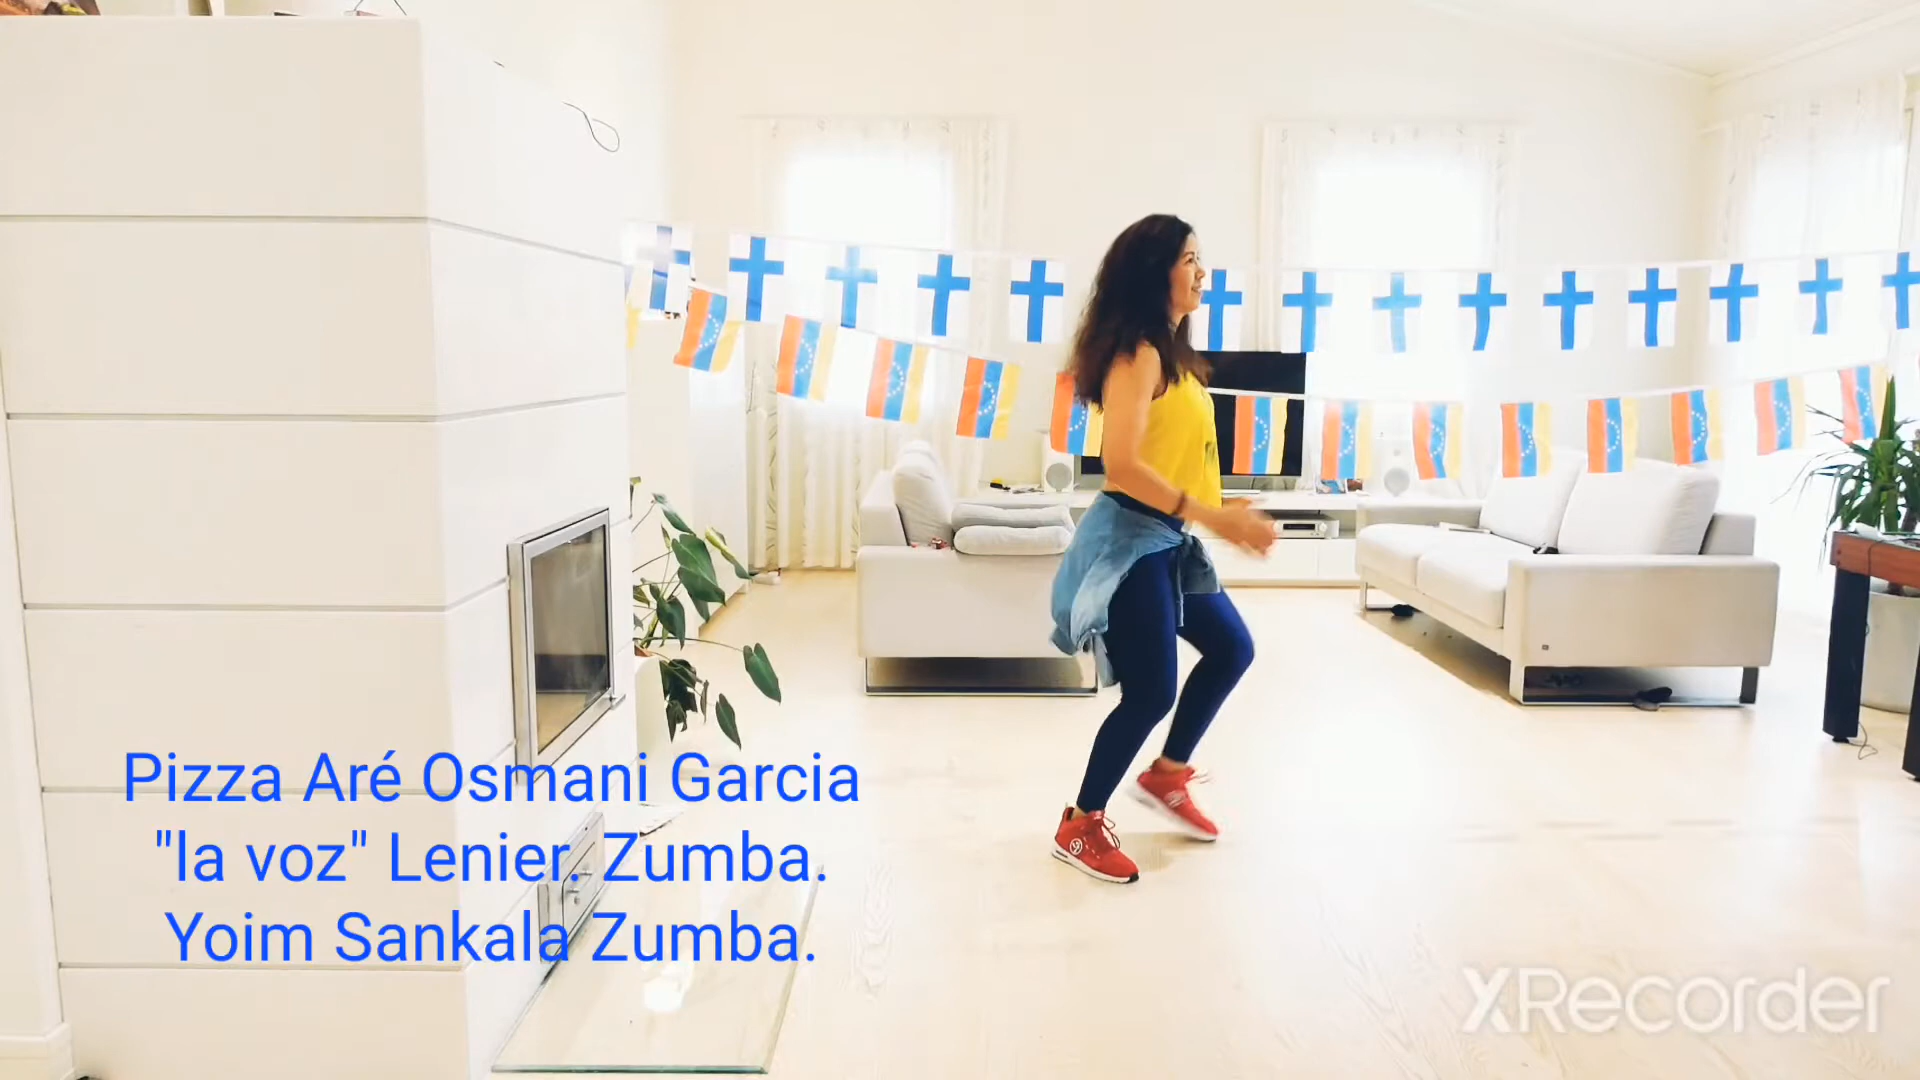 Pizza Aré Osmani Garcia
"la voz" Lenier. Zumba.
Yoim Sankala Zumba.
XRecorder